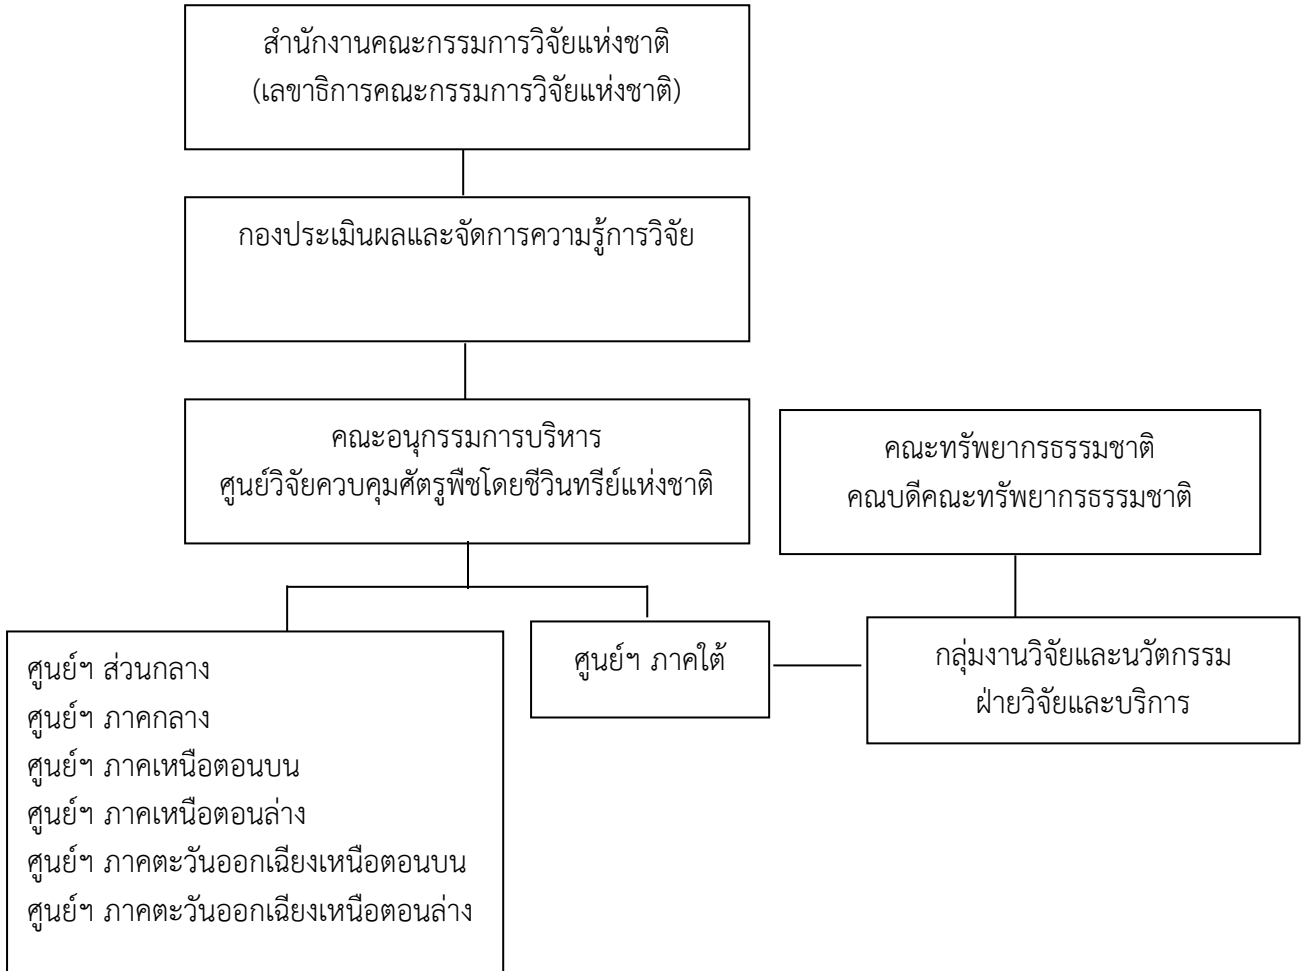 สำนักงานคณะกรรมการวิจัยแห่งชาติ
(เลขาธิการคณะกรรมการวิจัยแห่งชาติ)
กองประเมินผลและจัดการความรู้การวิจัย
คณะอนุกรรมการบริหาร
ศูนย์วิจัยควบคุมศัตรูพืชโดยชีวินทรีย์แห่งชาติ
คณะทรัพยากรธรรมชาติ
คณบดีคณะทรัพยากรธรรมชาติ
ศูนย์ฯ ส่วนกลาง
ศูนย์ฯ ภาคกลาง
ศูนย์ฯ ภาคเหนือตอนบน
ศูนย์ฯ ภาคเหนือตอนล่าง
ศูนย์ฯ ภาคตะวันออกเฉียงเหนือตอนบน
ศูนย์ฯ ภาคตะวันออกเฉียงเหนือตอนล่าง
ศูนย์ฯ ภาคใต้
กลุ่มงานวิจัยและนวัตกรรม
ฝ่ายวิจัยและบริการ